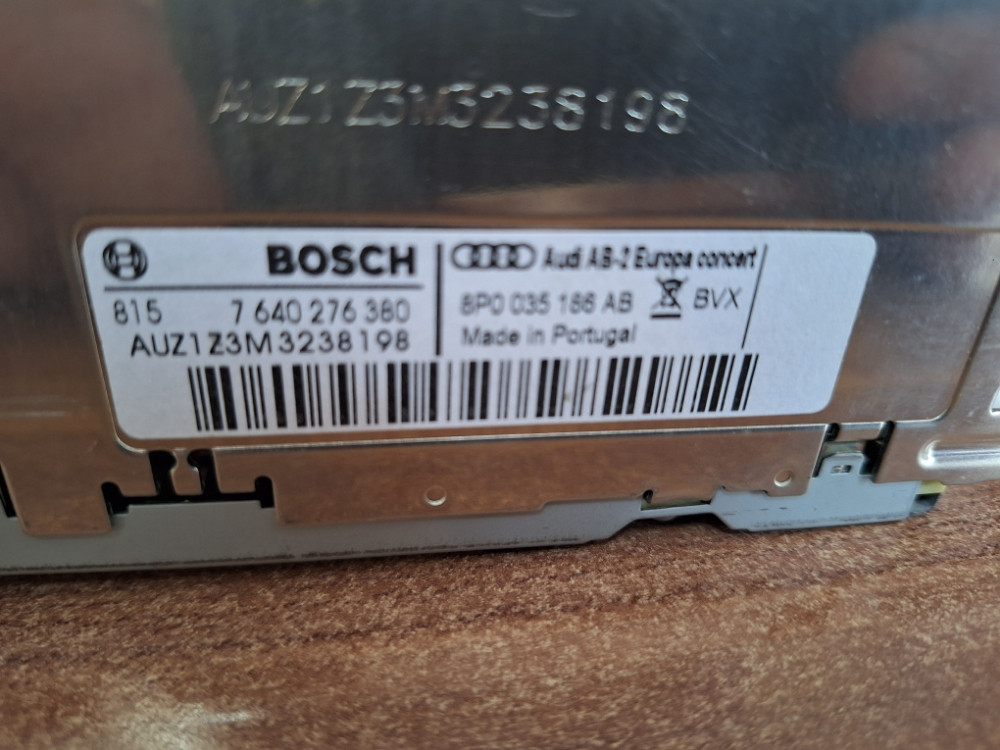 AUZ1Z3M3238198
BOSCH
815 7 640 276 380
AUZ1Z3M3238198
Audi AB-2 Europa concert
8P0 035 186 AB BVX
Made in Portugal